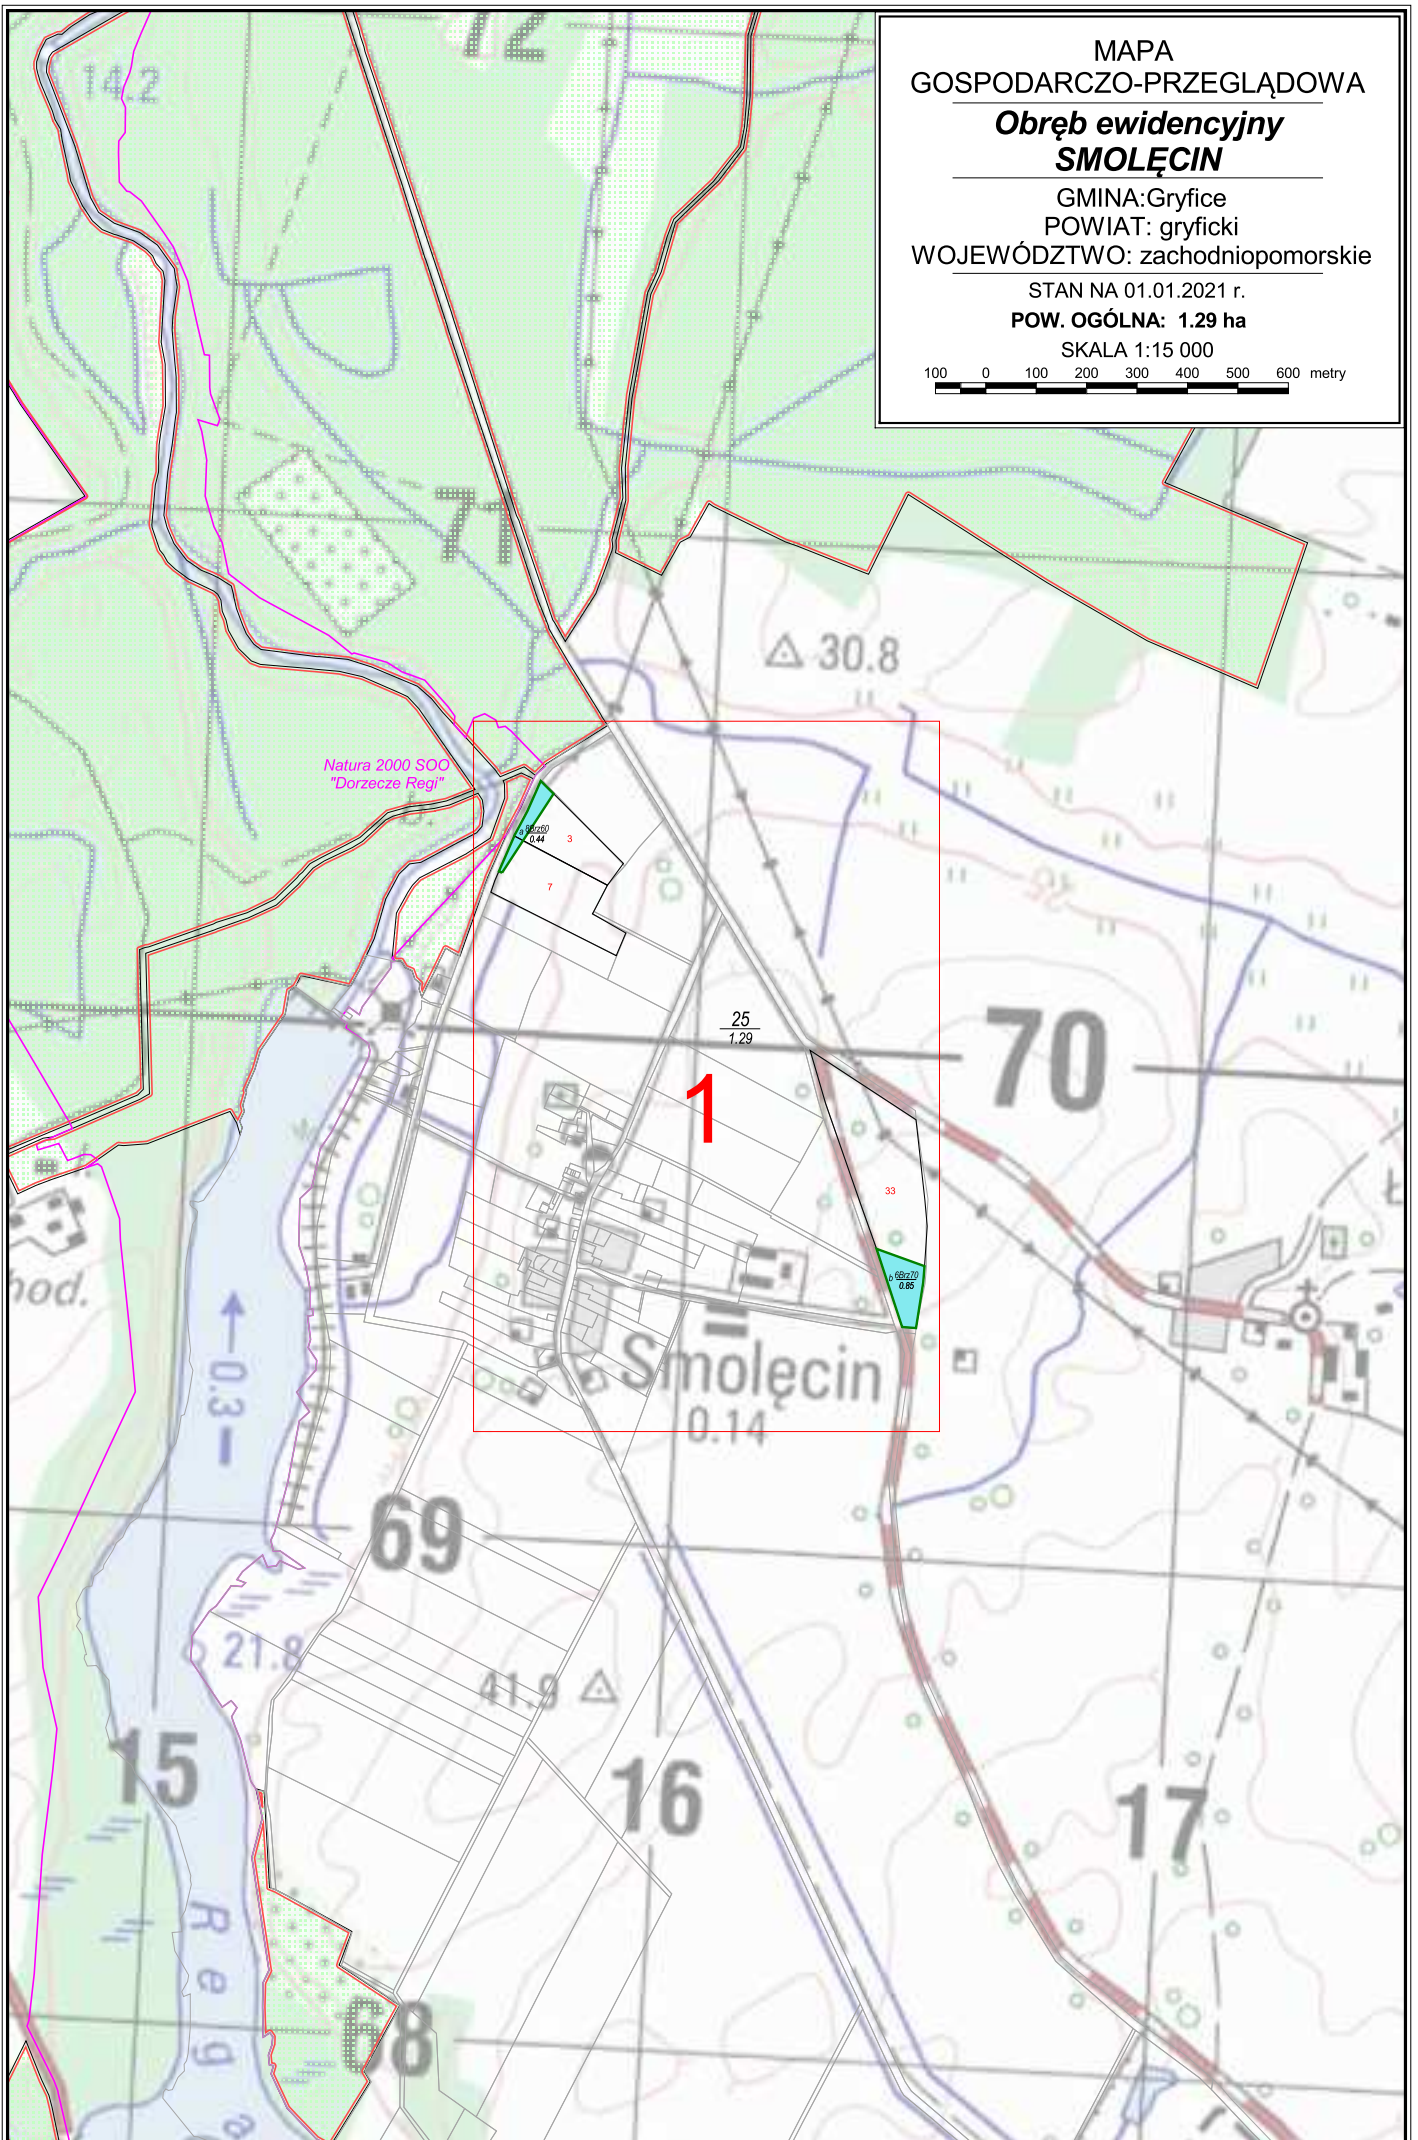 MAPA
GOSPODARCZO-PRZEGLĄDOWA
Obręb ewidencyjny
SMOLĘCIN
GMINA:Gryfice
POWIAT: gryficki
WOJEWÓDZTWO: zachodniopomorskie
STAN NA 01.01.2021 r.
POW. OGÓLNA: 1.29 ha
SKALA 1:15 000
100 0 100 200 300 400 500 600 metry
72
14.2
71
30.8
Natura 2000 SOO
"Dorzecze Regi"
a 8Brz60
0.44
3
7
25
1.29
1
70
33
b 6Brz70
0.85
hod.
0.3
Smolęcin
0.14
69
21.8
41.9
15
16
17
Rega
68